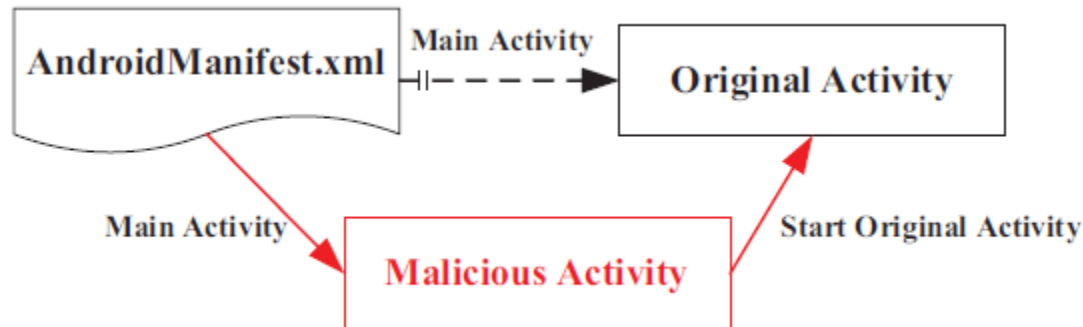 Main Activity
AndroidManifest.xml
Original Activity
Main Activity
Start Original Activity
Malicious Activity